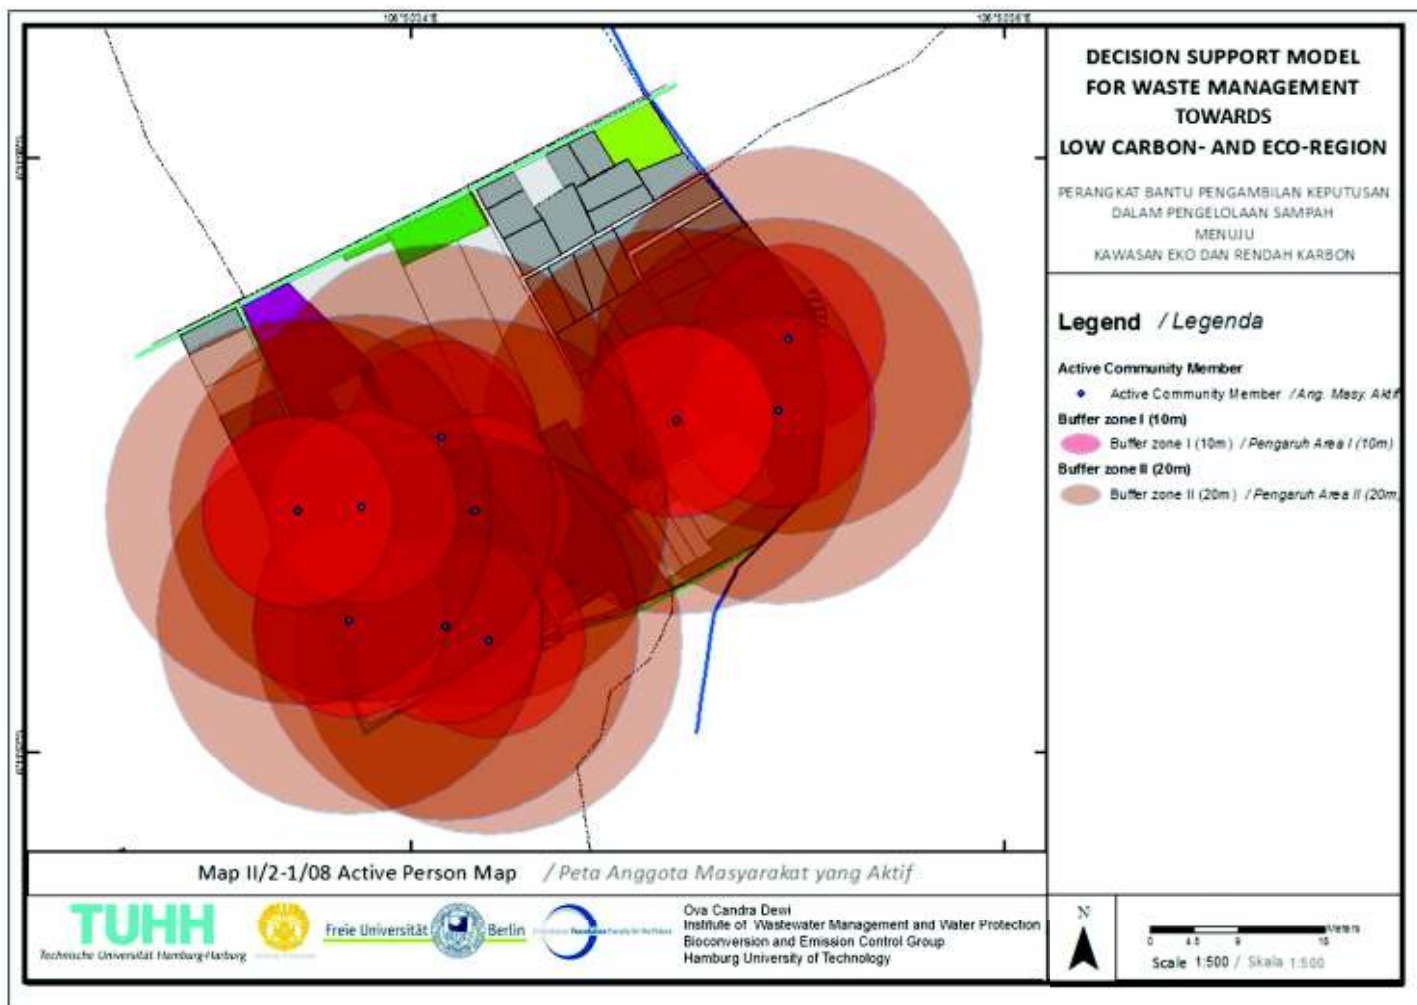 106°50'34"E
DECISION SUPPORT MODEL
FOR WASTE MANAGEMENT
TOWARDS
LOW CARBON- AND ECO-REGION
PERANGKAT BANTU PENGAMBILAN KEPUTUSAN
DALAM PENGELOLAAN SAMPAH
MENUJU
KAWASAN EKO DAN RENDAH KARBON
Legend / Legenda
Active Community Member
Active Community Member / Ang. Masy. Aktif
Buffer zone I (10m)
Buffer zone I (10m) / Pengaruh Area I (10m)
Buffer zone II (20m)
Buffer zone II (20m) / Pengaruh Area II (20m
Map II/2-1/08 Active Person Map / Peta Anggota Masyarakat yang Aktif
TUHH
Technische Universität Hamburg-Harburg
Freie Universität Berlin
Ova Candra Dewi
Institute of Wastewater Management and Water Protection
Bioconversion and Emission Control Group
Hamburg University of Technology
N
0 4.5 9 18 Meters
Scale 1:500 / Skala 1:500